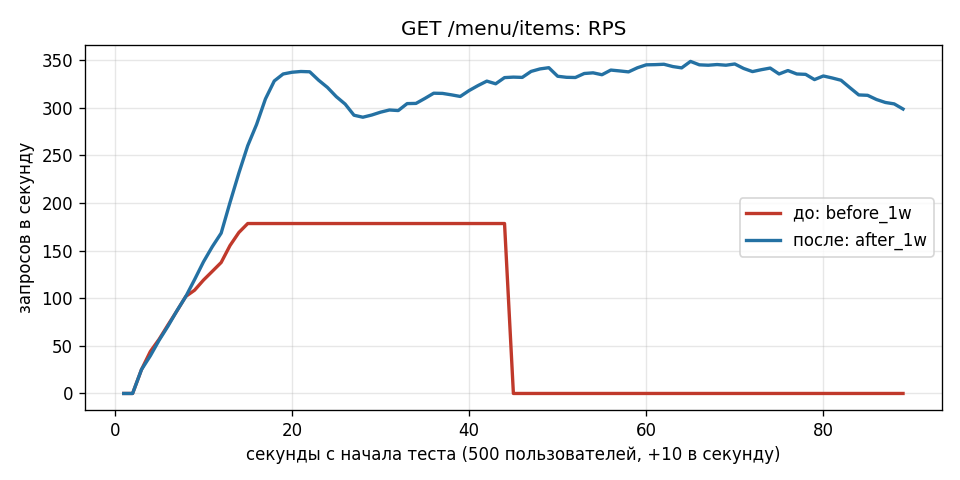 GET /menu/items: RPS
запросов в секунду
350
300
250
200
150
100
50
0
до: before_1w
после: after_1w
0 20 40 60 80
секунды с начала теста (500 пользователей, +10 в секунду)